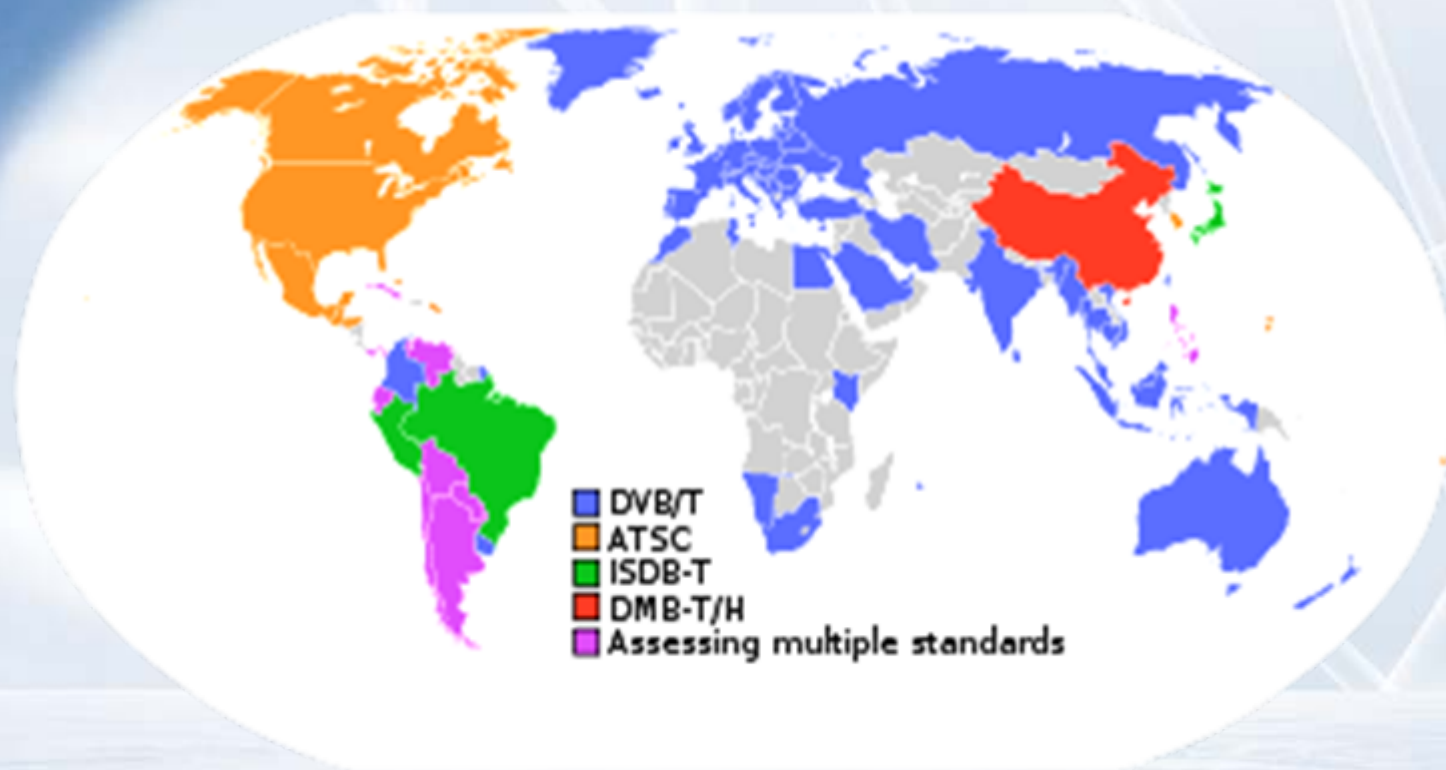 DVB/T
ATSC
ISDB-T
DMB-T/H
Assessing multiple standards